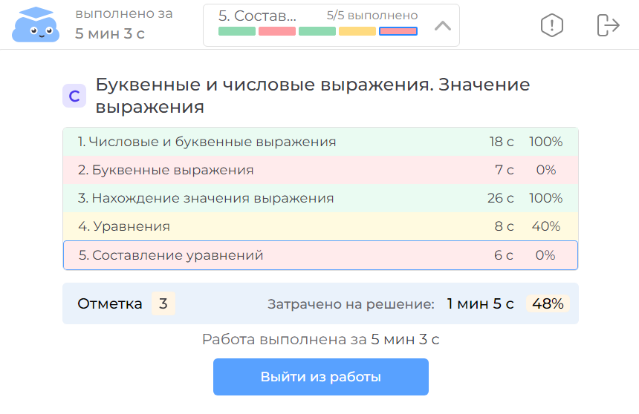 выполнено за
5 мин 3 с
5. Состав...
5/5 выполнено
С
Буквенные и числовые выражения. Значение
выражения
1. Числовые и буквенные выражения 18 с 100%
2. Буквенные выражения 7 с 0%
3. Нахождение значения выражения 26 с 100%
4. Уравнения 8 с 40%
5. Составление уравнений 6 с 0%
Отметка 3 Затрачено на решение: 1 мин 5 с 48%
Работа выполнена за 5 мин 3 с
Выйти из работы